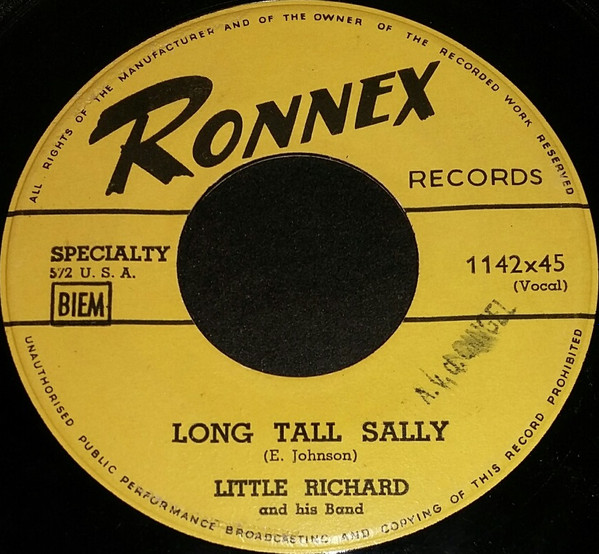 ALL RIGHTS OF THE MANUFACTURER AND OF THE OWNER OF THE RECORDED WORK RESERVED
RONNEX
RECORDS
SPECIALTY
572 U. S. A.
BIEM
1142x45
(Vocal)
LONG TALL SALLY
(E. Johnson)
LITTLE RICHARD
and his Band
UNAUTHORISED PUBLIC PERFORMANCE BROADCASTING AND COPYING OF THIS RECORD PROHIBITED